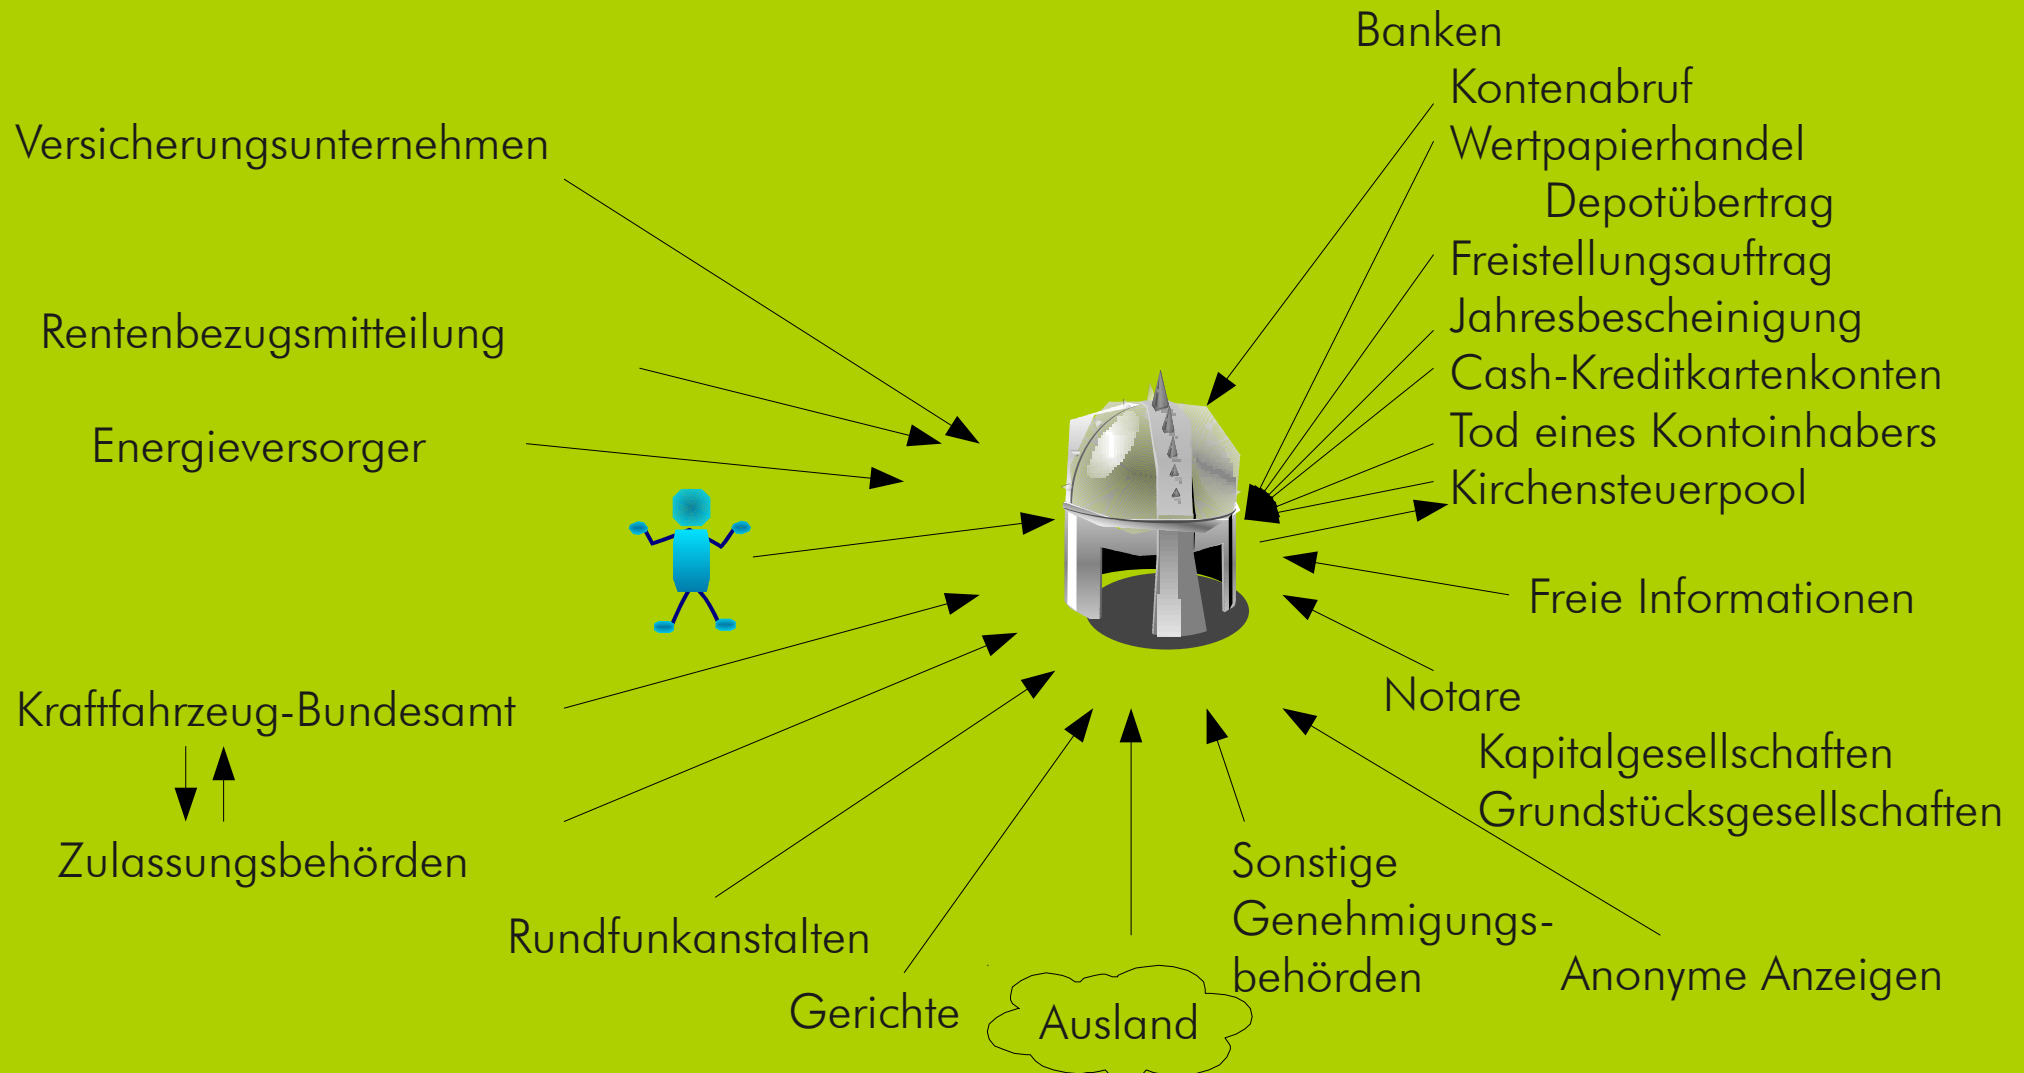 Banken
Kontenabruf
Versicherungsunternehmen
Wertpapierhandel
Depotübertrag
Freistellungsauftrag
Rentenbezugsmitteilung
Jahresbescheinigung
Cash-Kreditkartenkonten
Energieversorger
Tod eines Kontoinhabers
Kirchensteuerpool
Freie Informationen
Kraftfahrzeug-Bundesamt
Notare
Kapitalgesellschaften
Grundstücksgesellschaften
Zulassungsbehörden
Sonstige
Genehmigungs-
behörden
Rundfunkanstalten
Anonyme Anzeigen
Gerichte
Ausland